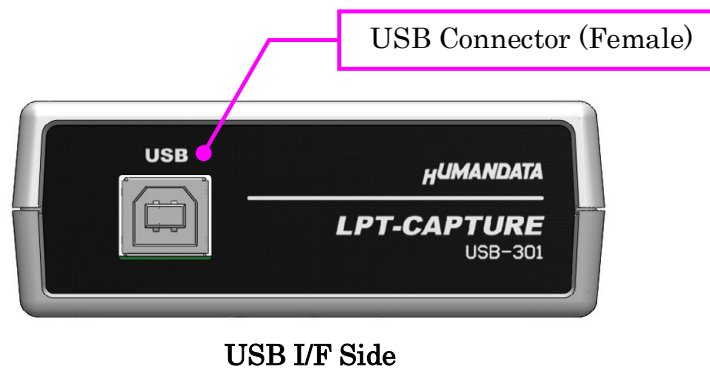 USB Connector (Female)
USB
HUMANDATA
LPT-CAPTURE
USB-301
USB I/F Side